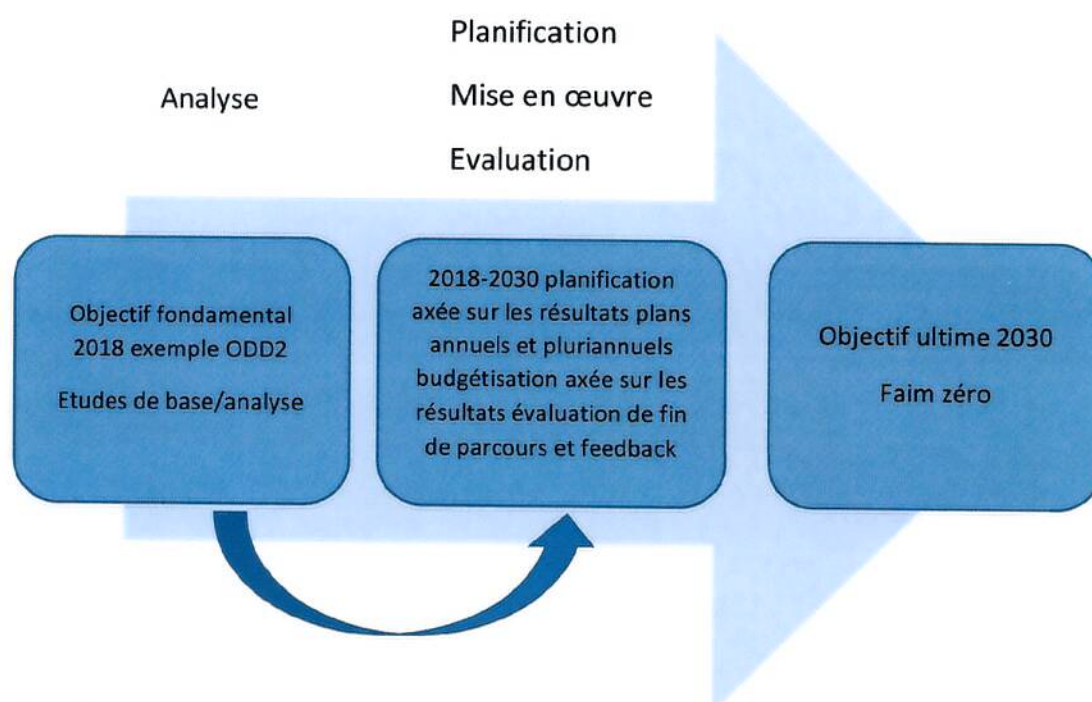 Analyse
Planification
Mise en œuvre
Evaluation
Objectif fondamental
2018 exemple ODD2
Etudes de base/analyse
2018-2030 planification
axée sur les résultats plans
annuels et pluriannuels
budgétisation axée sur les
résultats évaluation de fin
de parcours et feedback
Objectif ultime 2030
Faim zéro